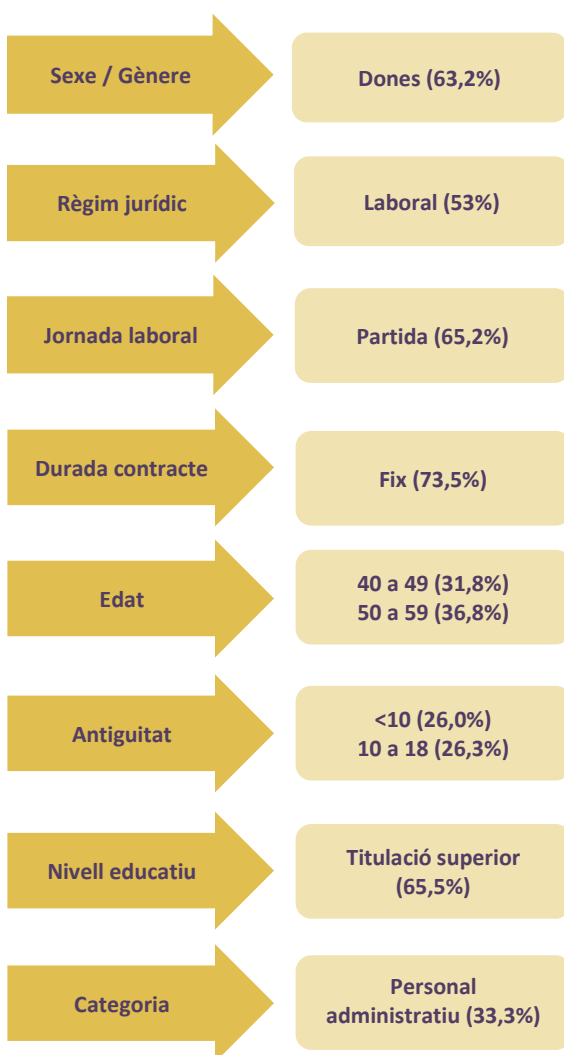 Sexe / Gènere
Dones (63,2%)
Règim jurídic
Laboral (53%)
Jornada laboral
Partida (65,2%)
Durada contracte
Fix (73,5%)
Edat
40 a 49 (31,8%)
50 a 59 (36,8%)
Antiguitat
<10 (26,0%)
10 a 18 (26,3%)
Nivell educatiu
Titulació superior
(65,5%)
Categoria
Personal
administratiu (33,3%)